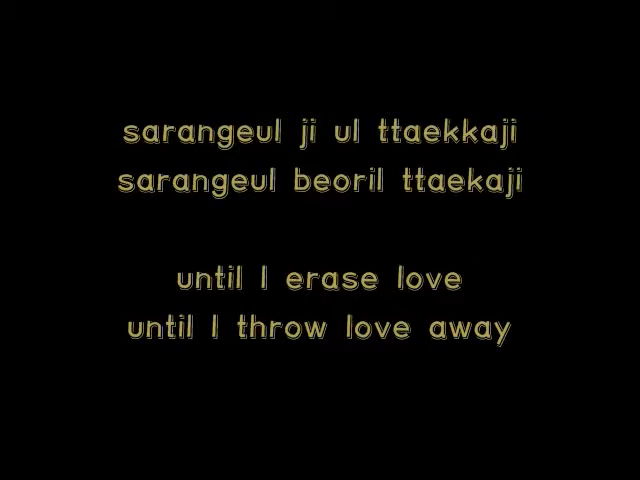 sarangeul ji ul ttaekkaji
sarangeul beoril ttaekaji
until I erase love
until I throw love away